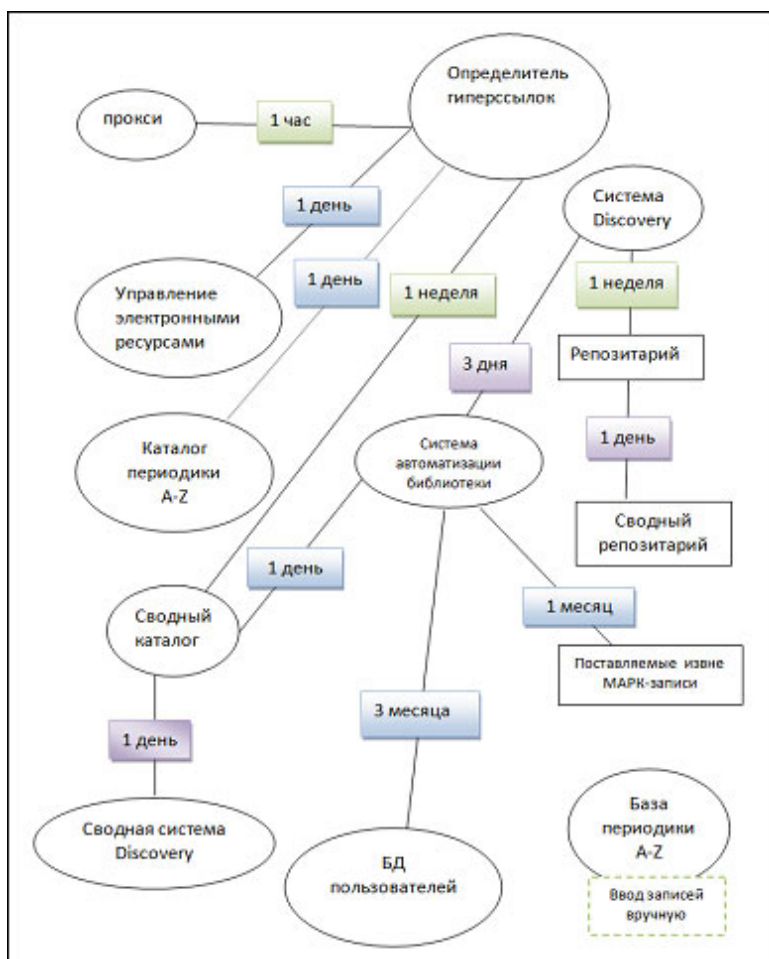 Определитель
гиперссылок
прокси
1 час
1 день
Система
Discovery
1 день
1 неделя
1 неделя
Управление
электронными
ресурсами
Репозитарий
3 дня
Каталог
периодики
A-Z
Система
автоматизации
библиотеки
1 день
Сводный
репозитарий
1 день
1 месяц
Сводный
каталог
Поставляемые извне
МАРК-записи
3 месяца
1 день
База
периодики
A-Z
Сводная система
Discovery
БД
пользователей
Ввод записей
вручную